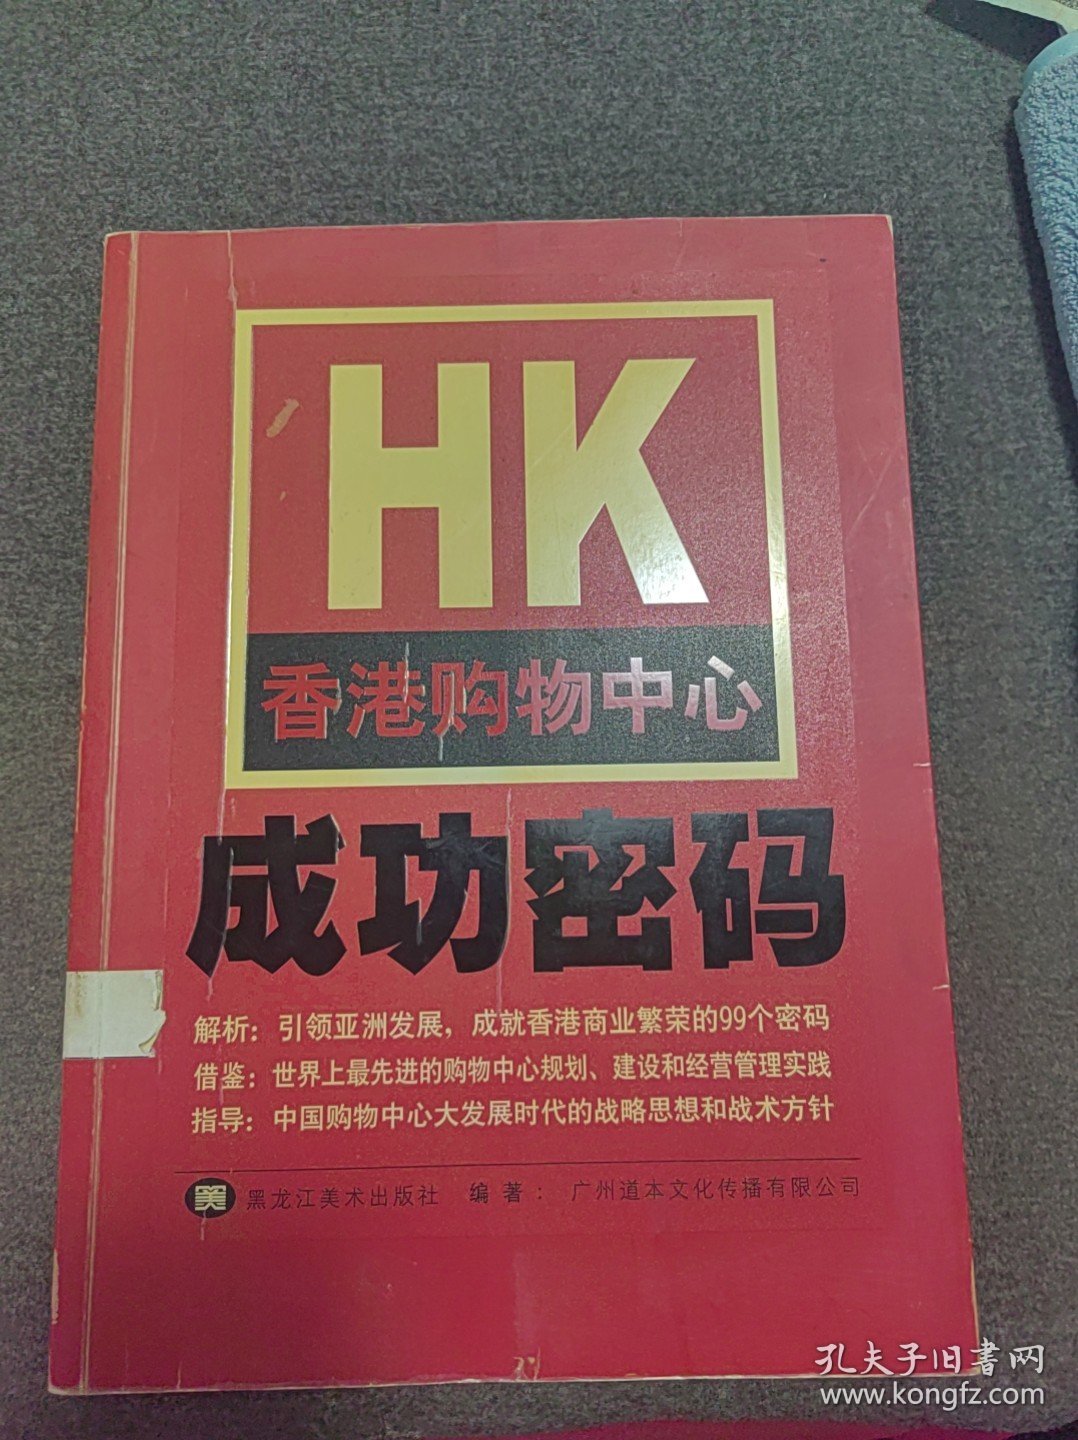 HK
香港购物中心
成功密码
解析：引领亚洲发展，成就香港商业繁荣的99个密码
借鉴：世界上最先进的购物中心规划、建设和经营管理实践
指导：中国购物中心大发展时代的战略思想和战术方针
美 黑龙江美术出版社 编著：广州道本文化传播有限公司
孔夫子旧書网
www.kongfz.com